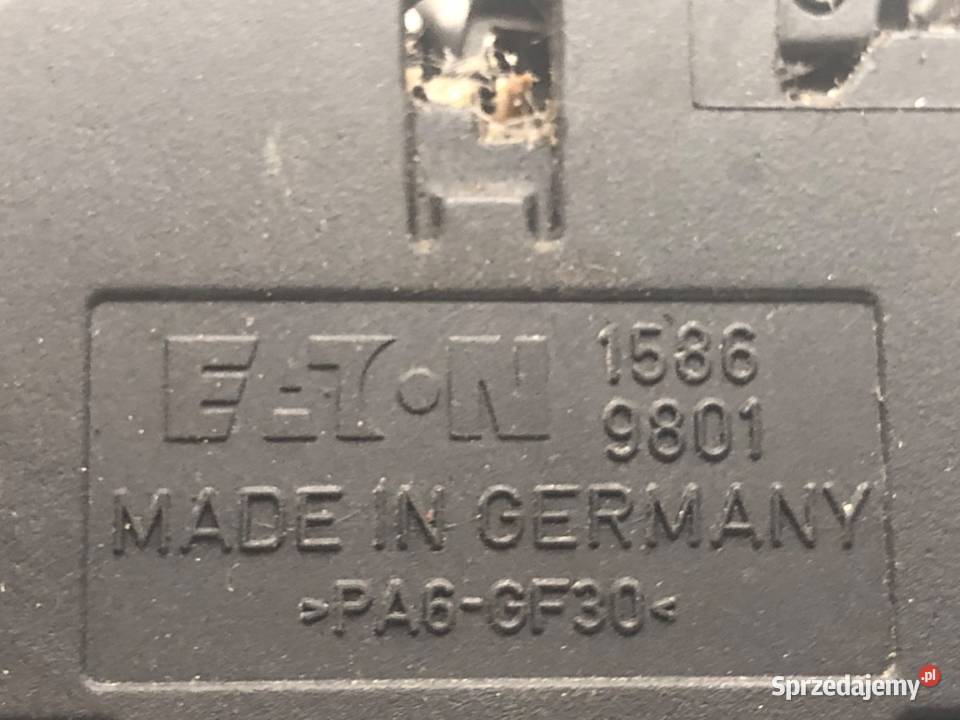 EATON 1586
9801
MADE IN GERMANY
>PA6-GF30<
Sprzedajemy.pl